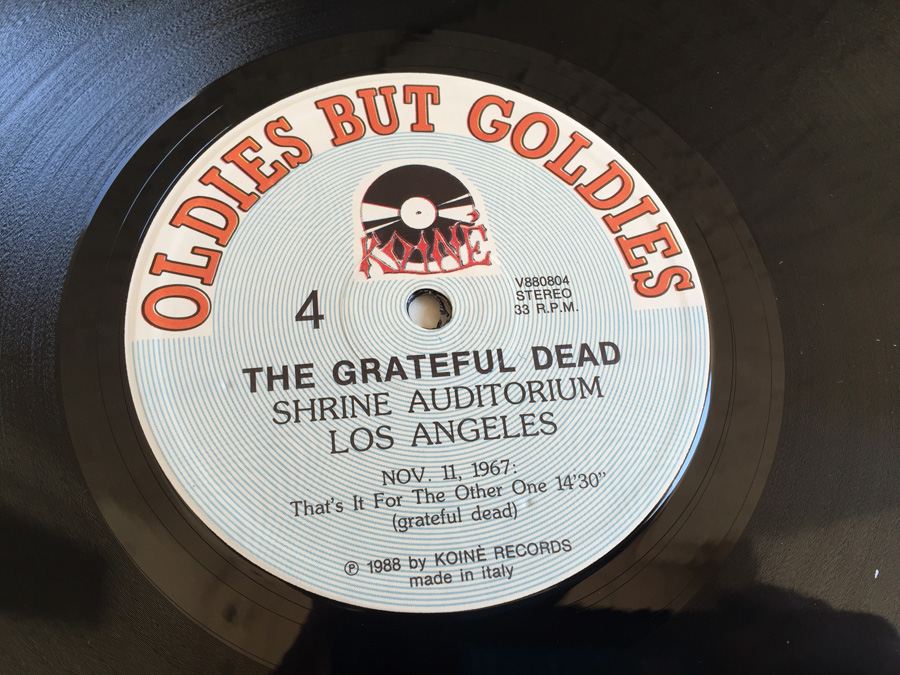 OLDIES BUT GOLDIES
KOINÈ
4
V880804
STEREO
33 R.P.M.
THE GRATEFUL DEAD
SHRINE AUDITORIUM
LOS ANGELES
NOV. 11, 1967:
That's It For The Other One 14'30"
(grateful dead)
℗ 1988 by KOINÈ RECORDS
made in italy